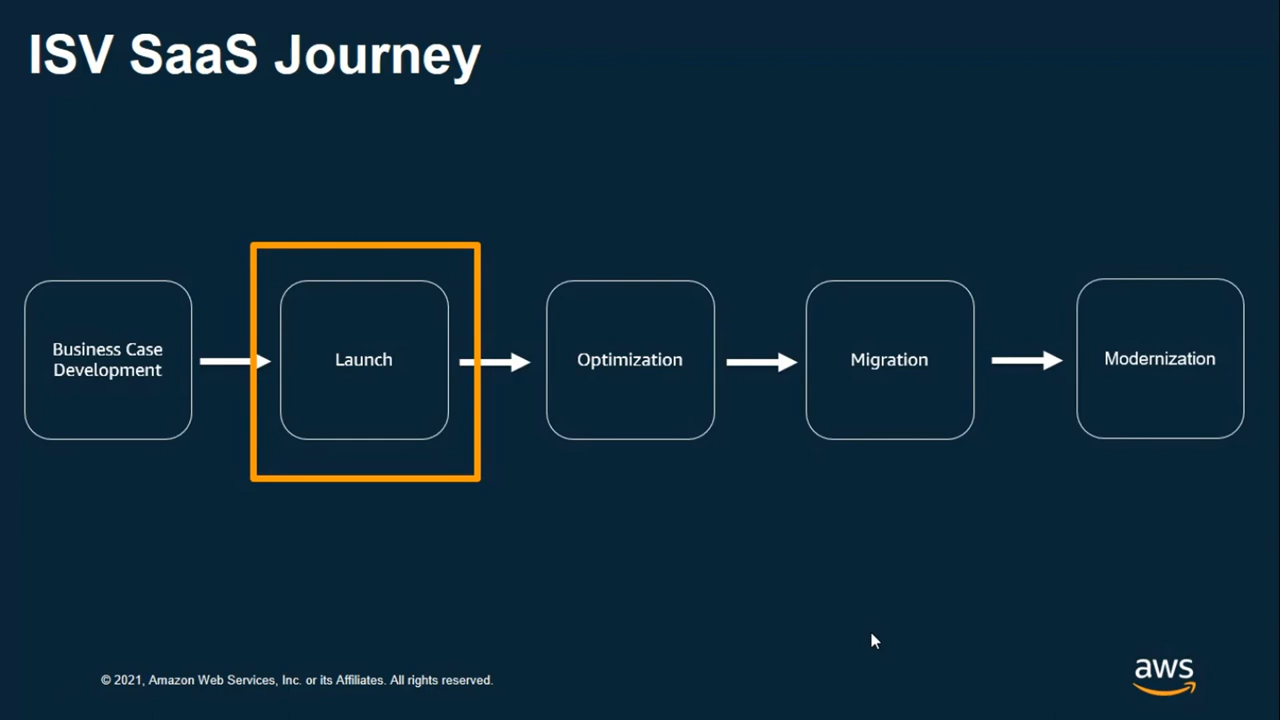 ISV SaaS Journey
Business Case
Development
Launch
Optimization
Migration
Modernization
© 2021, Amazon Web Services, Inc. or its Affiliates. All rights reserved.
aws